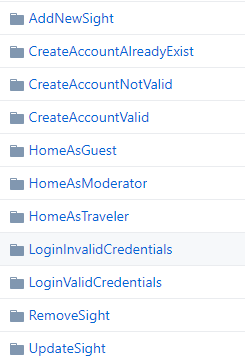 AddNewSight
CreateAccountAlreadyExist
CreateAccountNotValid
CreateAccountValid
HomeAsGuest
HomeAsModerator
HomeAsTraveler
LoginInvalidCredentials
LoginValidCredentials
RemoveSight
UpdateSight